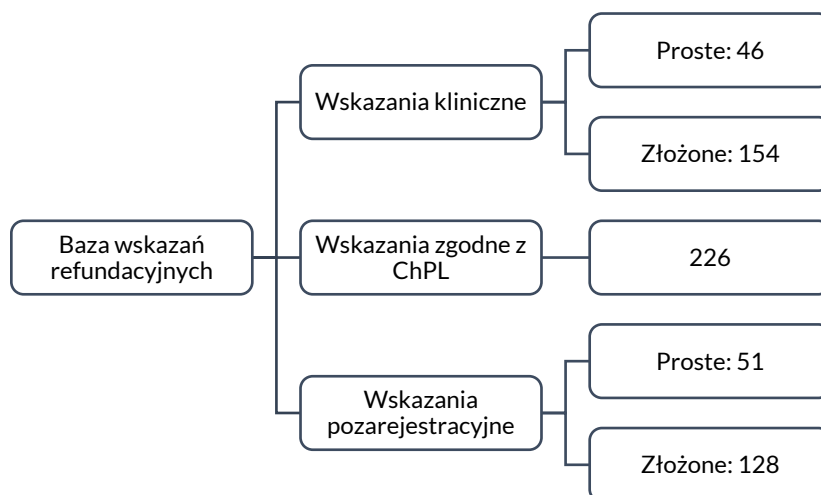 Baza wskazań
refundacyjnych
Wskazania kliniczne
Proste: 46
Złożone: 154
Wskazania zgodne z
ChPL
226
Wskazania
pozarejestracyjne
Proste: 51
Złożone: 128